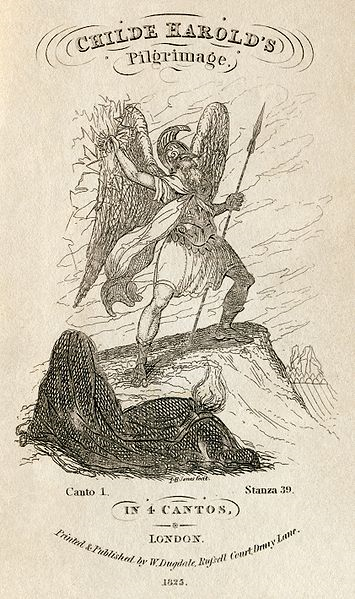 CHILDE HAROLD'S
Pilgrimage.
Canto 1. Stanza 39.
IN 4 CANTOS,
LONDON.
Printed & Published by W. Dugdale, Russell Court, Drury Lane.
1825.